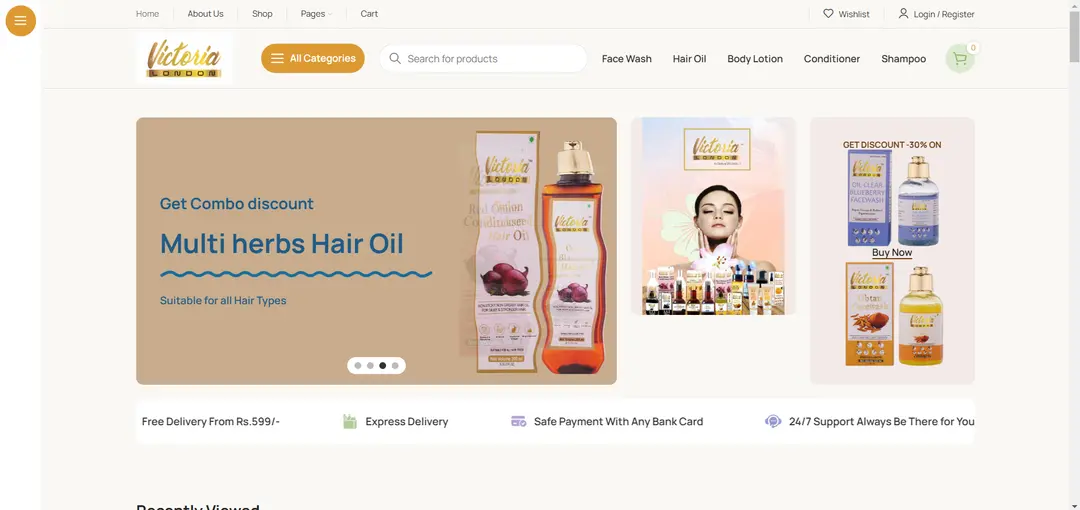 Home
About Us
Shop
Pages
Cart
Wishlist
Login / Register
Victoria
LONDON
All Categories
Search for products
Face Wash
Hair Oil
Body Lotion
Conditioner
Shampoo
0
Get Combo discount
Multi herbs Hair Oil
Suitable for all Hair Types
Victoria
LONDON
Red Onion
Hair Oil
Victoria
Victoria
LONDON
GET DISCOUNT -30% ON
Victoria
OIL CLEAR
BLUEBERRY
FACEWASH
Buy Now
Victoria
Ubtan
Victoria
Free Delivery From Rs.599/-
Express Delivery
Safe Payment With Any Bank Card
24/7 Support Always Be There for You
Recently Viewed